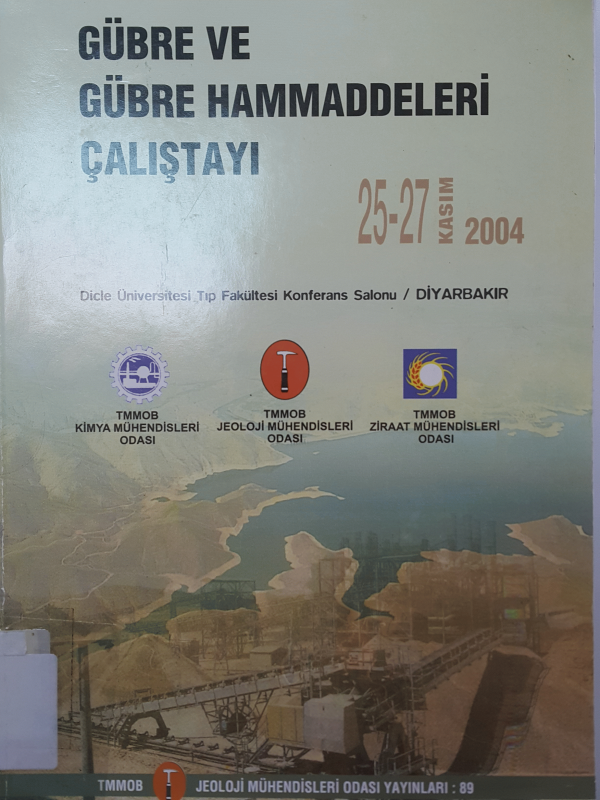 GÜBRE VE
GÜBRE HAMMADDELERİ
ÇALIŞTAYI
25-27 KASIM 2004
Dicle Üniversitesi Tıp Fakültesi Konferans Salonu / DİYARBAKIR
TMMOB
KİMYA MÜHENDİSLERİ
ODASI
TMMOB
JEOLOJİ MÜHENDİSLERİ
ODASI
TMMOB
ZİRAAT MÜHENDİSLERİ
ODASI
TMMOB JEOLOJİ MÜHENDİSLERİ ODASI YAYINLARI : 89